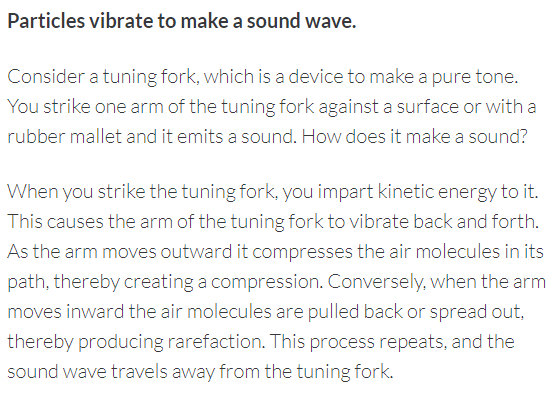 Particles vibrate to make a sound wave.
Consider a tuning fork, which is a device to make a pure tone.
You strike one arm of the tuning fork against a surface or with a
rubber mallet and it emits a sound. How does it make a sound?
When you strike the tuning fork, you impart kinetic energy to it.
This causes the arm of the tuning fork to vibrate back and forth.
As the arm moves outward it compresses the air molecules in its
path, thereby creating a compression. Conversely, when the arm
moves inward the air molecules are pulled back or spread out,
thereby producing rarefaction. This process repeats, and the
sound wave travels away from the tuning fork.